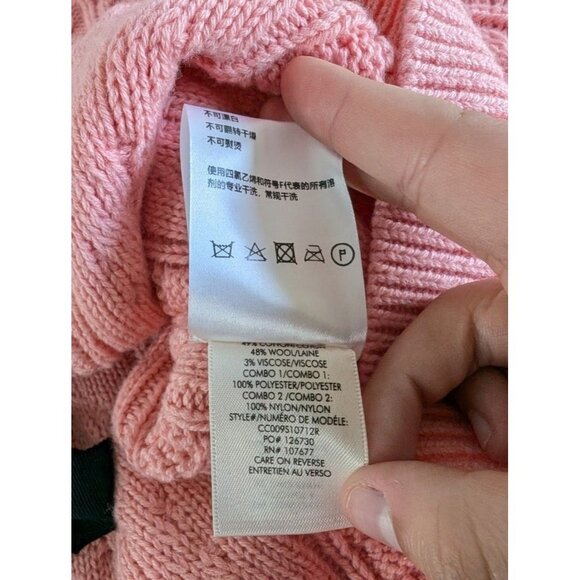 不可漂白
不可翻转干燥
不可熨烫
使用四氯乙烯和符号F代表的所有溶
剂的专业干洗,常规干洗
P
49% COTTON/COTON
48% WOOL/LAINE
3% VISCOSE/VISCOSE
COMBO 1/COMBO 1:
100% POLYESTER/POLYESTER
COMBO 2 /COMBO 2:
100% NYLON/NYLON
STYLE#/NUMÉRO DE MODÈLE:
CC009S10712R
PO# 126730
RN# 107677
CARE ON REVERSE
ENTRETIEN AU VERSO